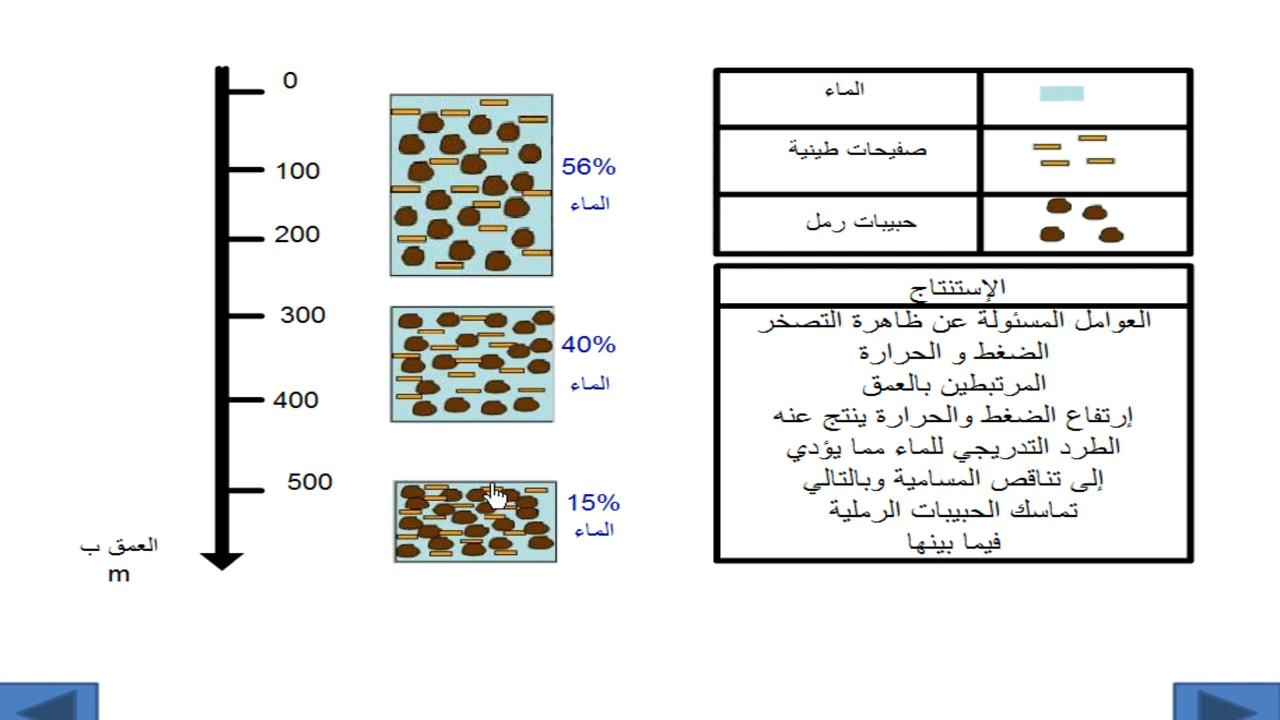 0
100
200
300
400
500
العمق ب
m
56%
الماء
40%
الماء
15%
الماء
الماء
صفيحات طينية
حبيبات رمل
الإستنتاج
العوامل المسئولة عن ظاهرة التصخر
الضغط و الحرارة
المرتبطين بالعمق
إرتفاع الضغط والحرارة ينتج عنه
الطرد التدريجي للماء مما يؤدي
إلى تناقص المسامية وبالتالي
تماسك الحبيبات الرملية
فيما بينها